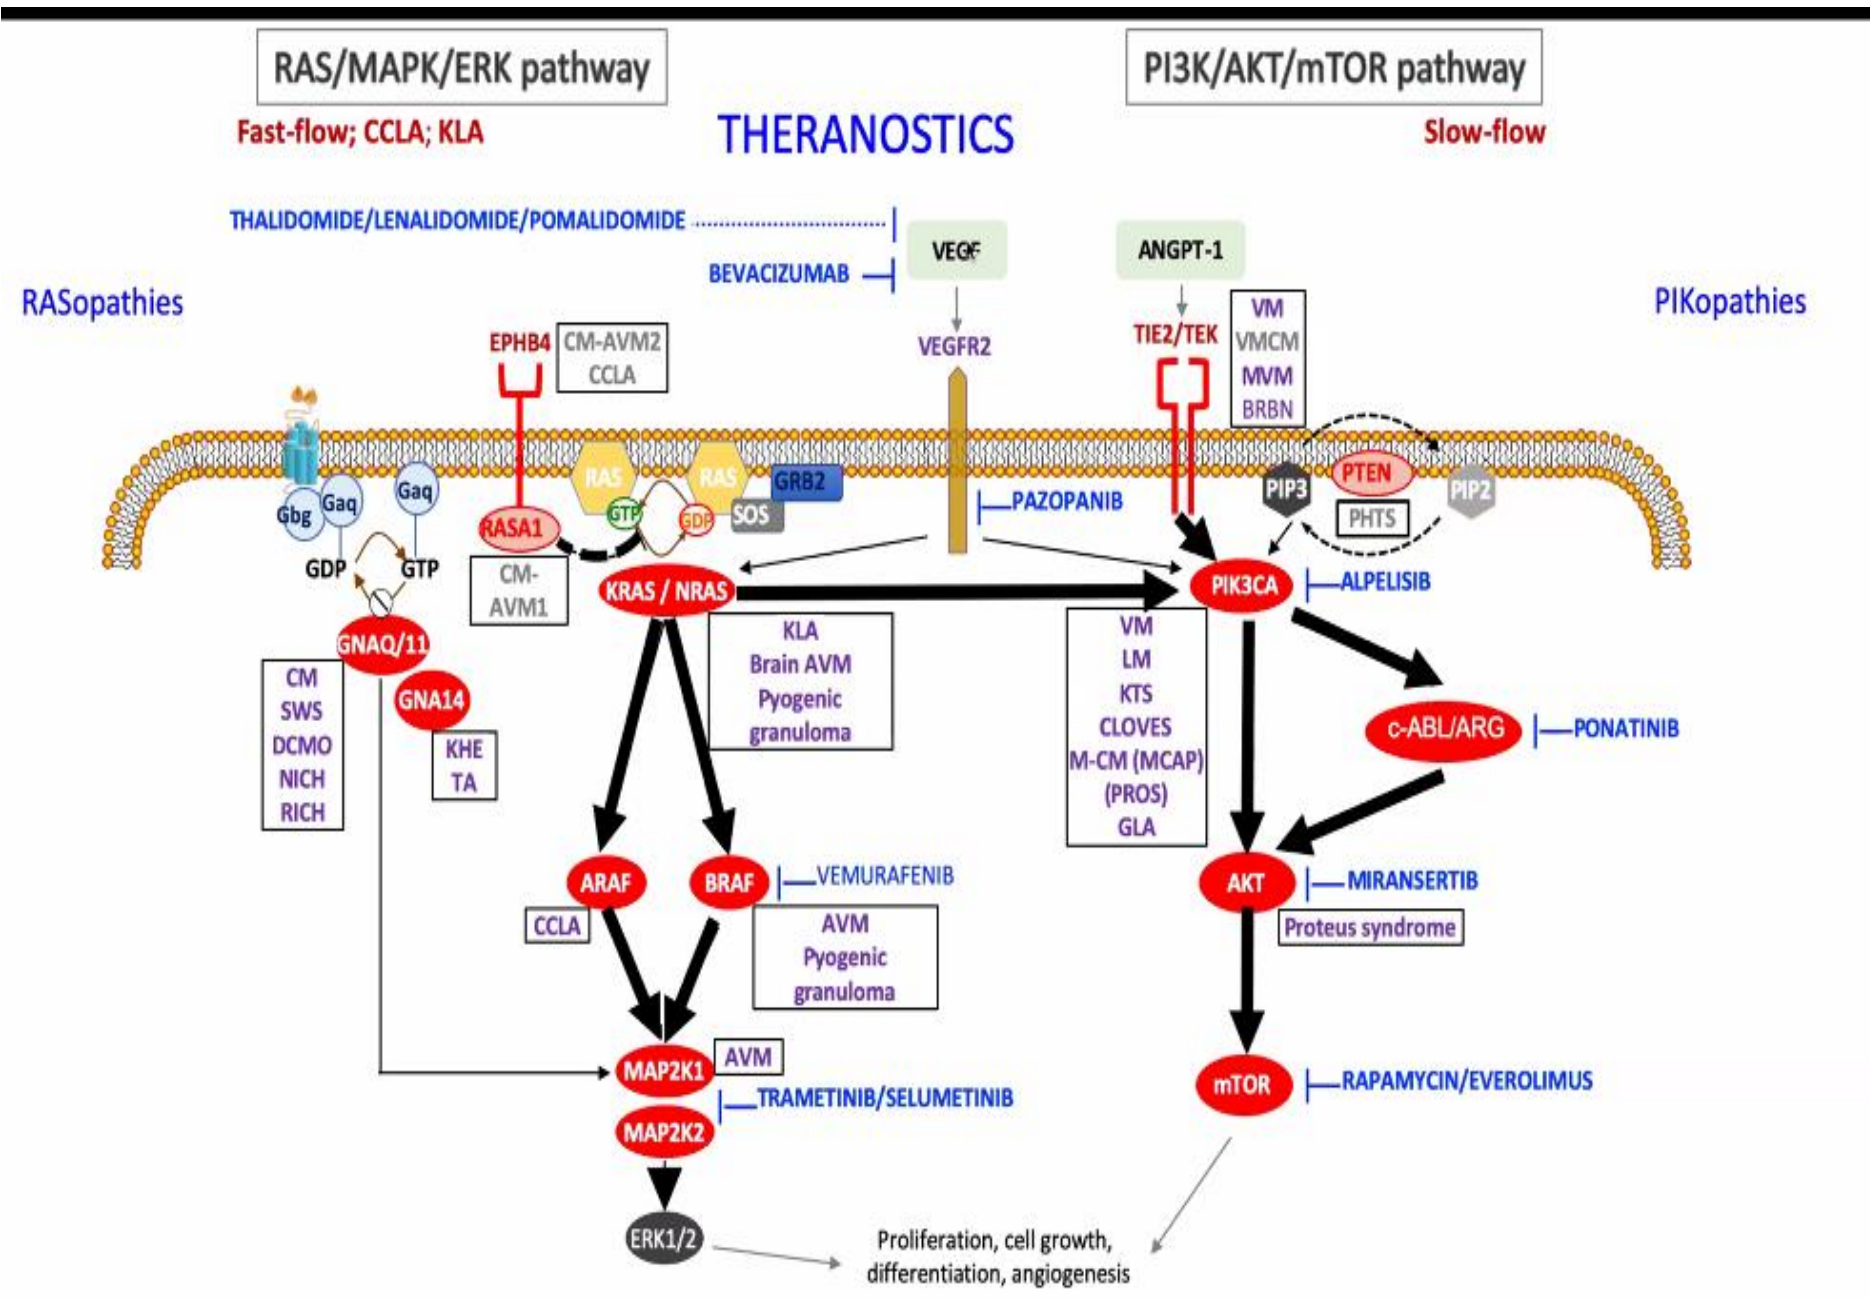 RAS/MAPK/ERK pathway
PI3K/AKT/mTOR pathway
Fast-flow; CCLA; KLA
THERANOSTICS
Slow-flow
THALIDOMIDE/LENALIDOMIDE/POMALIDOMIDE
VEGF
ANGPT-1
BEVACIZUMAB
RASopathies
PIKopathies
EPHB4
CM-AVM2
CCLA
VEGFR2
TIE2/TEK
VM
VMCM
MVM
BRBN
RAS
RAS
GRB2
SOS
GTP
GDP
Gbg
Gaq
Gaq
GDP
GTP
RASA1
CM-
AVM1
PAZOPANIB
PIP3
PTEN
PIP2
PHTS
KRAS / NRAS
PIK3CA
ALPELISIB
GNAQ/11
CM
SWS
DCMO
NICH
RICH
GNA14
KHE
TA
KLA
Brain AVM
Pyogenic
granuloma
VM
LM
KTS
CLOVES
M-CM (MCAP)
(PROS)
GLA
c-ABL/ARG
PONATINIB
ARAF
CCLA
BRAF
VEMURAFENIB
AVM
Pyogenic
granuloma
AKT
MIRANSERTIB
Proteus syndrome
MAP2K1
AVM
TRAMETINIB/SELUMETINIB
MAP2K2
mTOR
RAPAMYCIN/EVEROLIMUS
ERK1/2
Proliferation, cell growth,
differentiation, angiogenesis